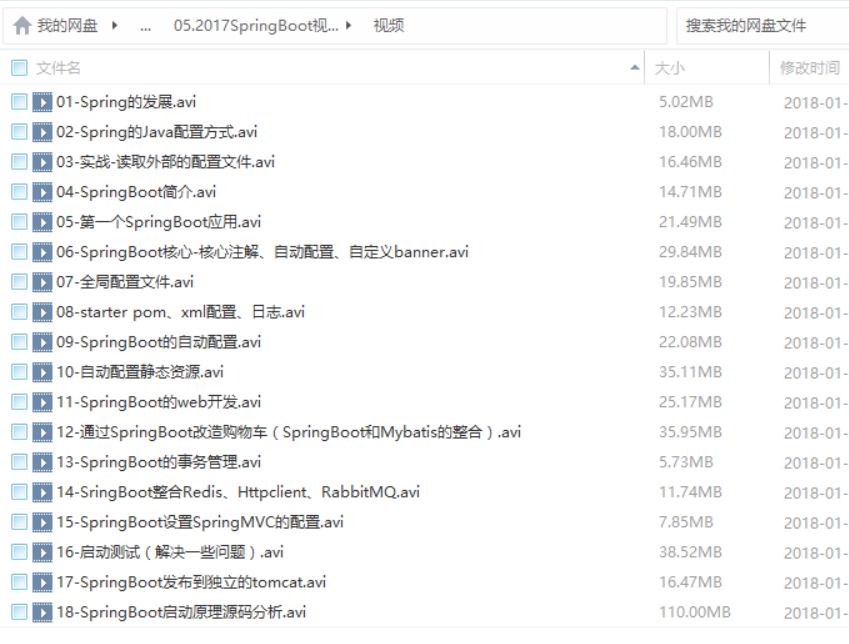 我的网盘 ... 05.2017SpringBoot视... 视频 搜索我的网盘文件
文件名 大小 修改时间
01-Spring的发展.avi 5.02MB 2018-01-
02-Spring的Java配置方式.avi 18.00MB 2018-01-
03-实战-读取外部的配置文件.avi 16.46MB 2018-01-
04-SpringBoot简介.avi 14.71MB 2018-01-
05-第一个SpringBoot应用.avi 21.49MB 2018-01-
06-SpringBoot核心-核心注解、自动配置、自定义banner.avi 29.84MB 2018-01-
07-全局配置文件.avi 19.85MB 2018-01-
08-starter pom、xml配置、日志.avi 12.23MB 2018-01-
09-SpringBoot的自动配置.avi 22.08MB 2018-01-
10-自动配置静态资源.avi 35.11MB 2018-01-
11-SpringBoot的web开发.avi 25.17MB 2018-01-
12-通过SpringBoot改造购物车（SpringBoot和Mybatis的整合）.avi 35.95MB 2018-01-
13-SpringBoot的事务管理.avi 5.73MB 2018-01-
14-SringBoot整合Redis、Httpclient、RabbitMQ.avi 11.74MB 2018-01-
15-SpringBoot设置SpringMVC的配置.avi 7.85MB 2018-01-
16-启动测试（解决一些问题）.avi 38.52MB 2018-01-
17-SpringBoot发布到独立的tomcat.avi 16.47MB 2018-01-
18-SpringBoot启动原理源码分析.avi 110.00MB 2018-01-